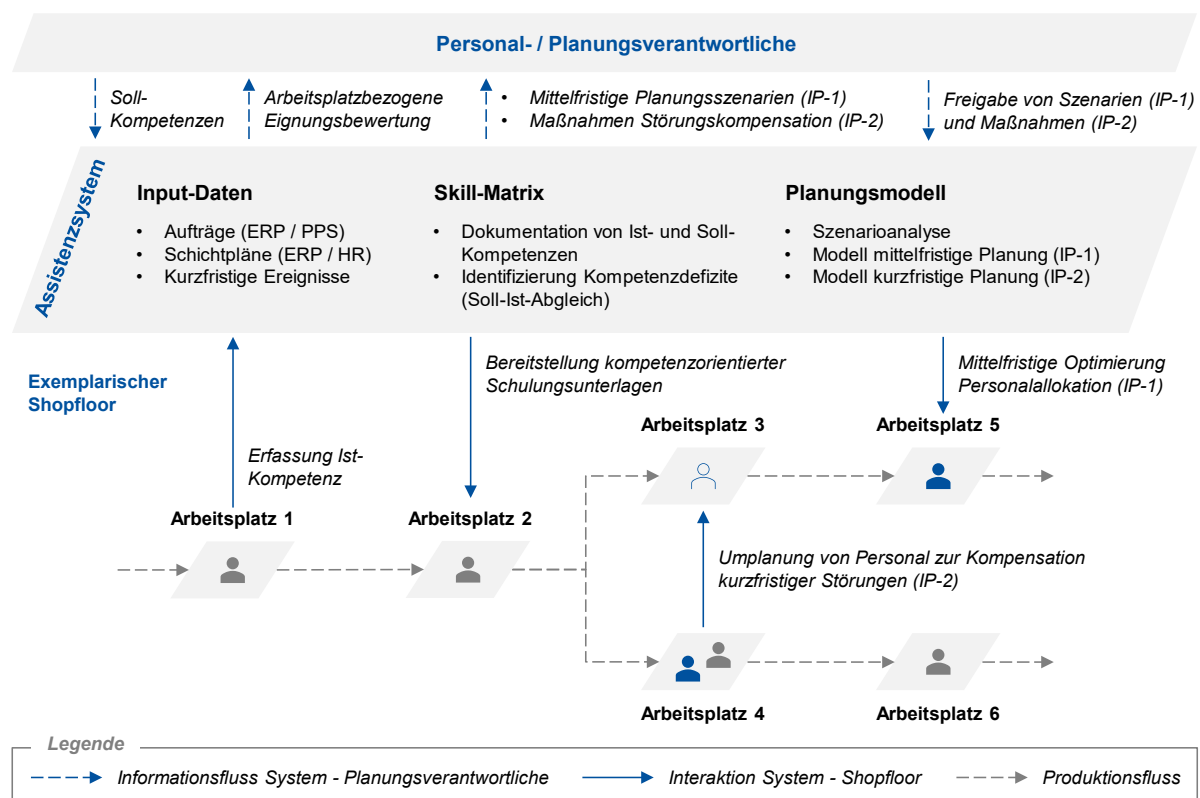 Personal- / Planungsverantwortliche
Soll-
Kompetenzen
Arbeitsplatzbezogene
Eignungsbewertung
• Mittelfristige Planungsszenarien (IP-1)
• Maßnahmen Störungskompensation (IP-2)
Freigabe von Szenarien (IP-1)
und Maßnahmen (IP-2)
Assistenzsystem
Input-Daten
• Aufträge (ERP / PPS)
• Schichtpläne (ERP / HR)
• Kurzfristige Ereignisse
Skill-Matrix
• Dokumentation von Ist- und Soll-
Kompetenzen
• Identifizierung Kompetenzdefizite
(Soll-Ist-Abgleich)
Planungsmodell
• Szenarioanalyse
• Modell mittelfristige Planung (IP-1)
• Modell kurzfristige Planung (IP-2)
Exemplarischer
Shopfloor
Erfassung Ist-
Kompetenz
Bereitstellung kompetenzorientierter
Schulungsunterlagen
Mittelfristige Optimierung
Personalallokation (IP-1)
Arbeitsplatz 1
Arbeitsplatz 2
Arbeitsplatz 3
Arbeitsplatz 5
Umplanung von Personal zur Kompensation
kurzfristiger Störungen (IP-2)
Arbeitsplatz 4
Arbeitsplatz 6
Legende
Informationsfluss System - Planungsverantwortliche
Interaktion System - Shopfloor
Produktionsfluss